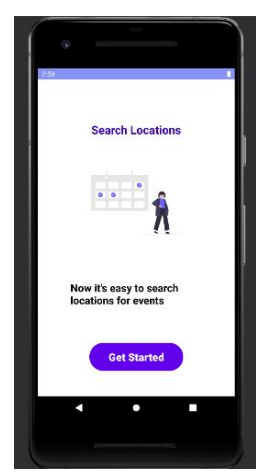 7:59
Search Locations
Now it's easy to search
locations for events
Get Started